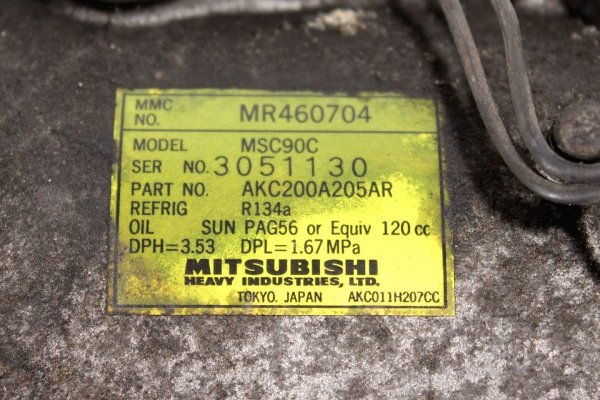 MMC NO. MR460704
MODEL MSC90C
SER NO. 3051130
PART NO. AKC200A205AR
REFRIG R134a
OIL SUN PAG56 or Equiv 120 cc
DPH=3.53 DPL=1.67 MPa
MITSUBISHI
HEAVY INDUSTRIES, LTD.
TOKYO. JAPAN AKC011H207CC